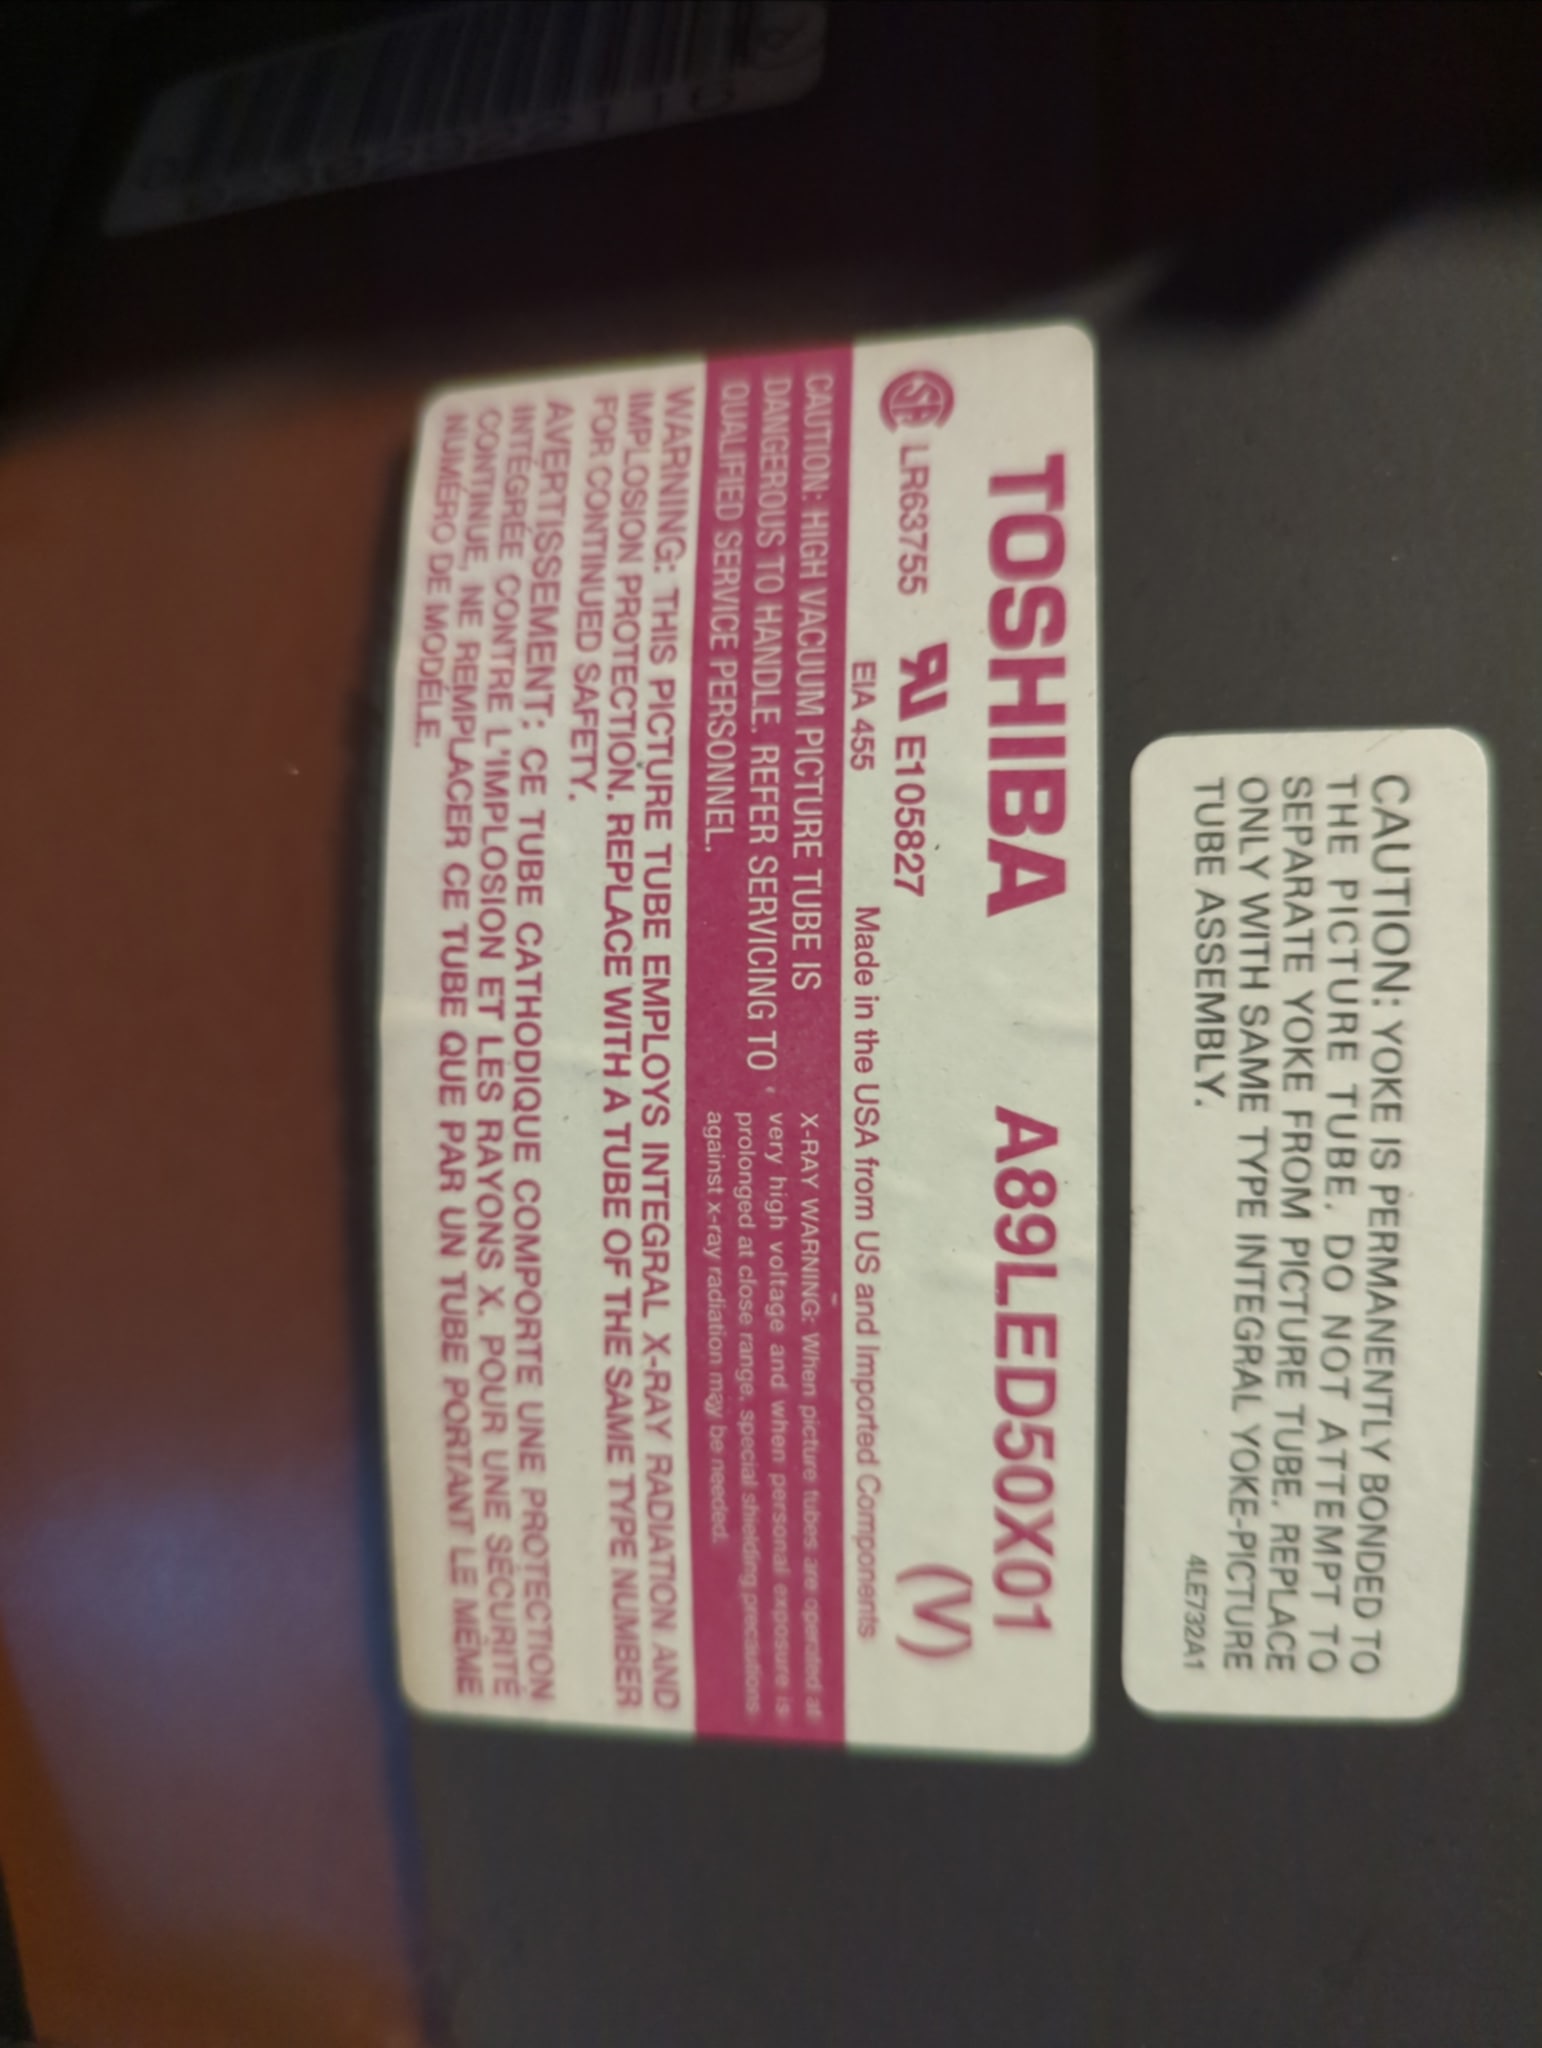 CAUTION: YOKE IS PERMANENTLY BONDED TO
THE PICTURE TUBE. DO NOT ATTEMPT TO
SEPARATE YOKE FROM PICTURE TUBE. REPLACE
ONLY WITH SAME TYPE INTEGRAL YOKE-PICTURE
TUBE ASSEMBLY.
4LE732A1
TOSHIBA A89LED50X01
LR63755 E105827 (V)
EIA 455 Made in the USA from US and Imported Components
CAUTION: HIGH VACUUM PICTURE TUBE IS
DANGEROUS TO HANDLE. REFER SERVICING TO
QUALIFIED SERVICE PERSONNEL.
X-RAY WARNING: When picture tubes are operated at
very high voltage and when personal exposure is
prolonged at close range, special shielding precautions
against x-ray radiation may be needed.
WARNING: THIS PICTURE TUBE EMPLOYS INTEGRAL X-RAY RADIATION AND
IMPLOSION PROTECTION. REPLACE WITH A TUBE OF THE SAME TYPE NUMBER
FOR CONTINUED SAFETY.
AVERTISSEMENT: CE TUBE CATHODIQUE COMPORTE UNE PROTECTION
INTÉGRÉE CONTRE L'IMPLOSION ET LES RAYONS X. POUR UNE SÉCURITÉ
CONTINUE, NE REMPLACER CE TUBE QUE PAR UN TUBE PORTANT LE MÊME
NUMÉRO DE MODÈLE.